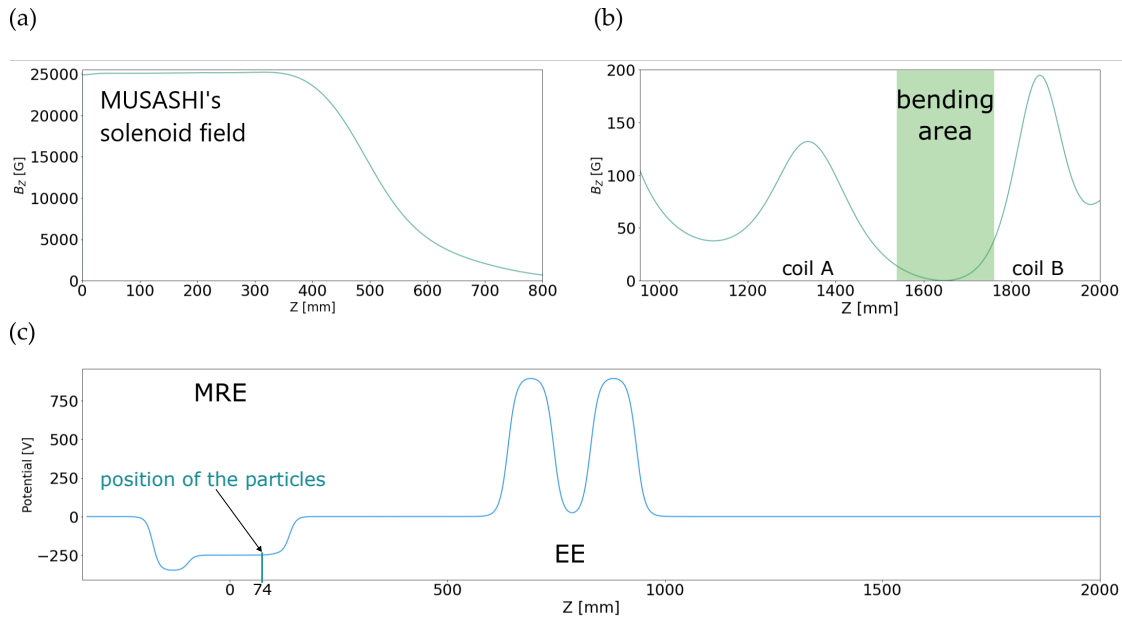 (a)
(b)
MUSASHI's
solenoid field
25000
20000
15000
10000
5000
0
B_Z [G]
0 100 200 300 400 500 600 700 800
Z [mm]
bending
area
200
150
100
50
0
B_Z [G]
coil A
coil B
1000 1200 1400 1600 1800 2000
Z [mm]
(c)
MRE
750
500
250
0
−250
Potential [V]
position of the particles
EE
0 74 500 1000 1500 2000
Z [mm]